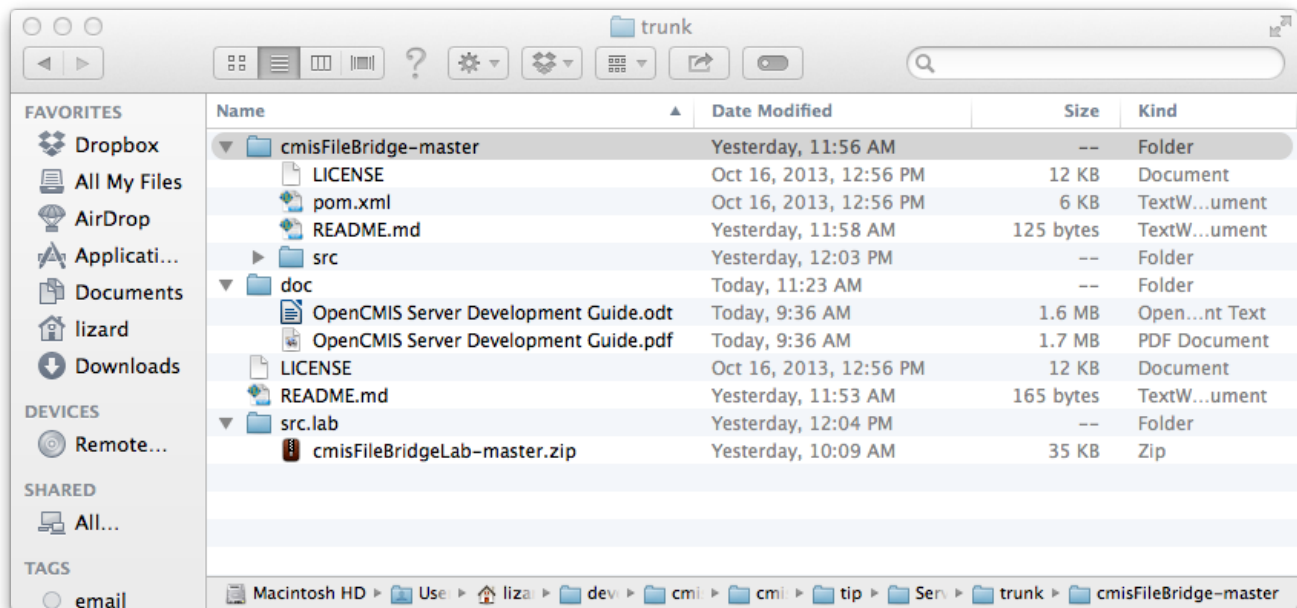 trunk
FAVORITES
Dropbox
All My Files
AirDrop
Applicati...
Documents
lizard
Downloads
DEVICES
Remote...
SHARED
All...
TAGS
email
Name Date Modified Size Kind
cmisFileBridge-master Yesterday, 11:56 AM -- Folder
LICENSE Oct 16, 2013, 12:56 PM 12 KB Document
pom.xml Oct 16, 2013, 12:56 PM 6 KB TextW...ument
README.md Yesterday, 11:58 AM 125 bytes TextW...ument
src Yesterday, 12:03 PM -- Folder
doc Today, 11:23 AM -- Folder
OpenCMIS Server Development Guide.odt Today, 9:36 AM 1.6 MB Open...nt Text
OpenCMIS Server Development Guide.pdf Today, 9:36 AM 1.7 MB PDF Document
LICENSE Oct 16, 2013, 12:56 PM 12 KB Document
README.md Yesterday, 11:53 AM 165 bytes TextW...ument
src.lab Yesterday, 12:04 PM -- Folder
cmisFileBridgeLab-master.zip Yesterday, 10:09 AM 35 KB Zip
Macintosh HD Use liza dev cmi cmi tip Serv trunk cmisFileBridge-master